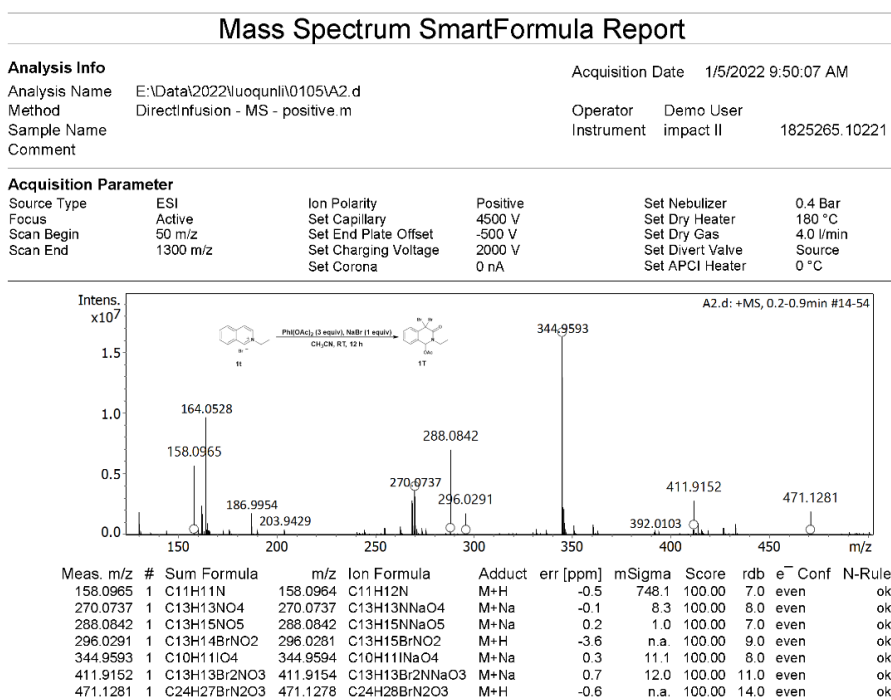 Mass Spectrum SmartFormula Report
Analysis Info
Acquisition Date 1/5/2022 9:50:07 AM
Analysis Name E:\Data\2022\luoqunli\0105\A2.d
Method DirectInfusion - MS - positive.m
Operator Demo User
Sample Name
Instrument impact II 1825265.10221
Comment
Acquisition Parameter
Source Type ESI Ion Polarity Positive Set Nebulizer 0.4 Bar
Focus Active Set Capillary 4500 V Set Dry Heater 180 °C
Scan Begin 50 m/z Set End Plate Offset -500 V Set Dry Gas 4.0 l/min
Scan End 1300 m/z Set Charging Voltage 2000 V Set Divert Valve Source
Set Corona 0 nA Set APCI Heater 0 °C
Intens.
x10⁷
A2.d: +MS, 0.2-0.9min #14-54
Br Br
PhI(OAc)₂ (3 equiv), NaBr (1 equiv)
CH₃CN, RT, 12 h
N
Br⁻
O
N
OAc
1t
1T
344.9593
1.5
164.0528
1.0
288.0842
158.0965
270.0737
0.5
296.0291
411.9152
471.1281
186.9954
203.9429
392.0103
0.0
150 200 250 300 350 400 450 m/z
Meas. m/z # Sum Formula m/z Ion Formula Adduct err [ppm] mSigma Score rdb e⁻ Conf N-Rule
158.0965 1 C11H11N 158.0964 C11H12N M+H -0.5 748.1 100.00 7.0 even ok
270.0737 1 C13H13NO4 270.0737 C13H13NNaO4 M+Na -0.1 8.3 100.00 8.0 even ok
288.0842 1 C13H15NO5 288.0842 C13H15NNaO5 M+Na 0.2 1.0 100.00 7.0 even ok
296.0291 1 C13H14BrNO2 296.0281 C13H15BrNO2 M+H -3.6 n.a. 100.00 9.0 even ok
344.9593 1 C10H11IO4 344.9594 C10H11INaO4 M+Na 0.3 11.1 100.00 8.0 even ok
411.9152 1 C13H13Br2NO3 411.9154 C13H13Br2NNaO3 M+Na 0.7 12.0 100.00 11.0 even ok
471.1281 1 C24H27BrN2O3 471.1278 C24H28BrN2O3 M+H -0.6 n.a. 100.00 14.0 even ok